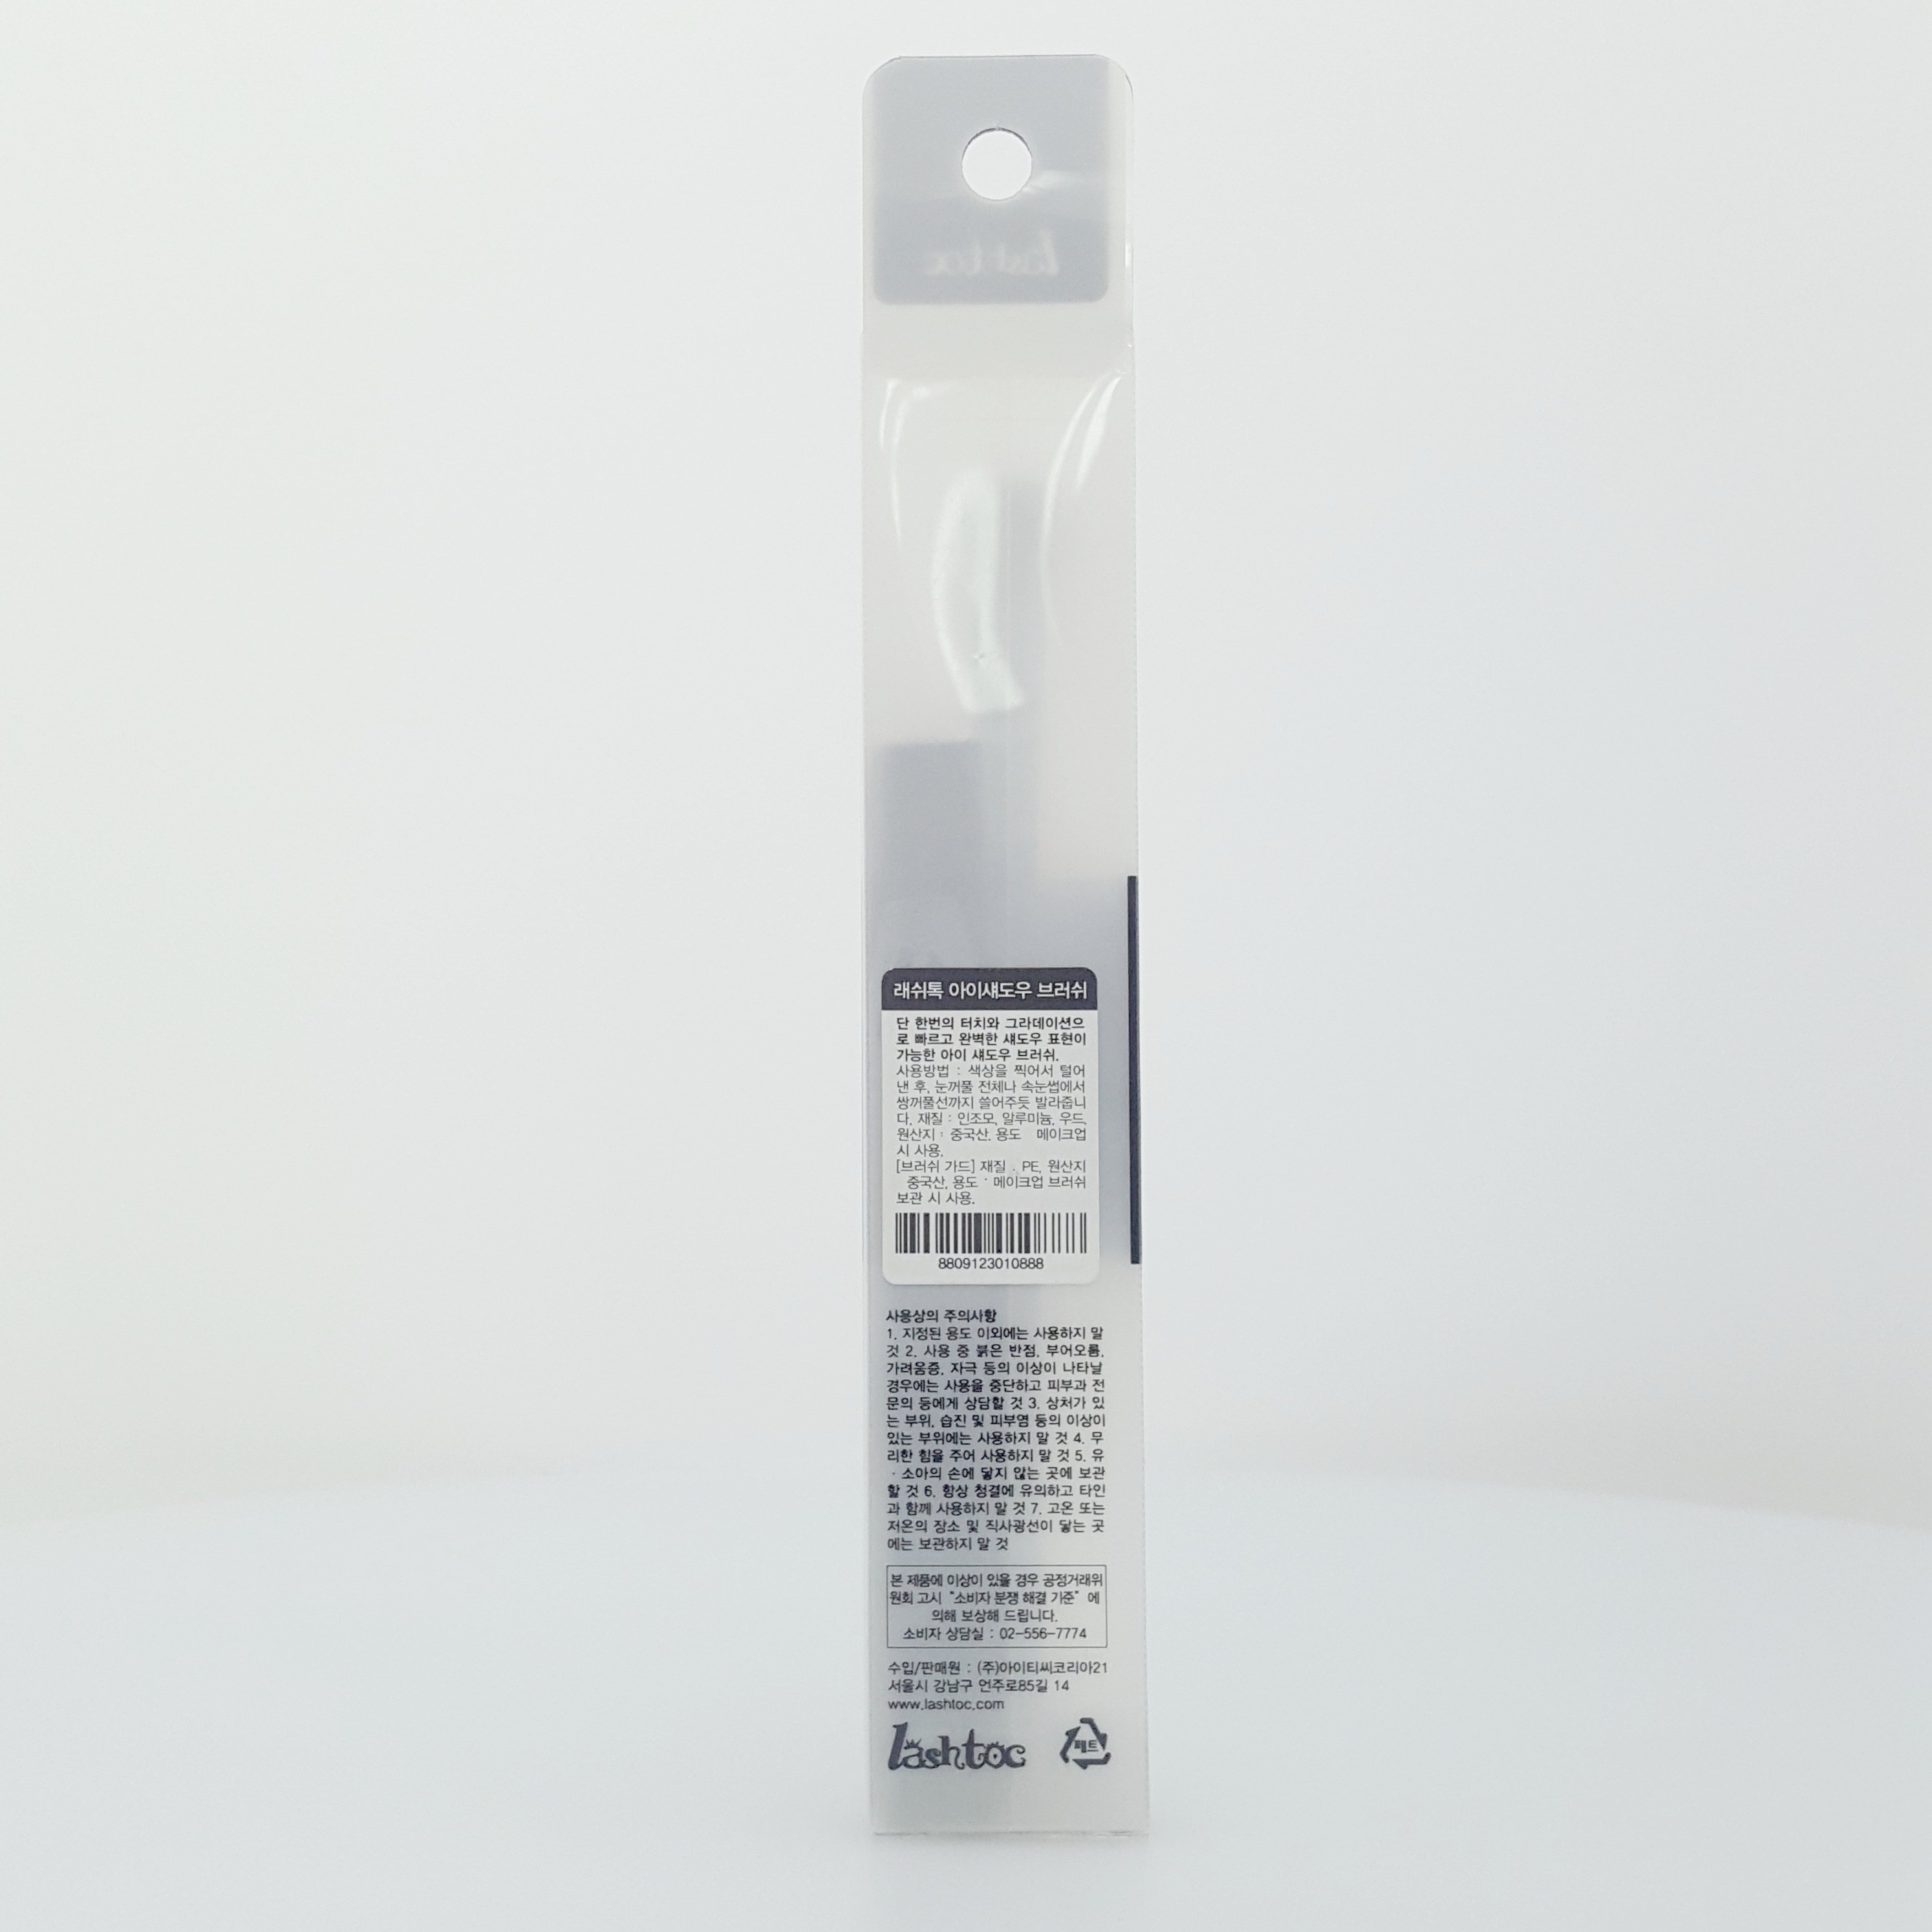 lashtoc
래쉬톡 아이섀도우 브러쉬
단 한번의 터치와 그라데이션으
로 빠르고 완벽한 섀도우 표현이
가능한 아이 섀도우 브러쉬.
사용방법 : 색상을 찍어서 털어
낸 후, 눈꺼풀 전체나 속눈썹에서
쌍꺼풀선까지 쓸어주듯 발라줍니
다, 재질 : 인조모, 알루미늄, 우드,
원산지 : 중국산, 용도 메이크업
시 사용,
[브러쉬 가드] 재질 . PE, 원산지
중국산, 용도 : 메이크업 브러쉬
보관 시 사용.
8809123010888
사용상의 주의사항
1. 지정된 용도 이외에는 사용하지 말
것 2. 사용 중 붉은 반점, 부어오름,
가려움증, 자극 등의 이상이 나타날
경우에는 사용을 중단하고 피부과 전
문의 등에게 상담할 것 3. 상처가 있
는 부위, 습진 및 피부염 등의 이상이
있는 부위에는 사용하지 말 것 4. 무
리한 힘을 주어 사용하지 말 것 5. 유
· 소아의 손에 닿지 않는 곳에 보관
할 것 6. 항상 청결에 유의하고 타인
과 함께 사용하지 말 것 7. 고온 또는
저온의 장소 및 직사광선이 닿는 곳
에는 보관하지 말 것
본 제품에 이상이 있을 경우 공정거래위
원회 고시 "소비자 분쟁 해결 기준" 에
의해 보상해 드립니다.
소비자 상담실 : 02-556-7774
수입/판매원 : (주)아이티씨코리아21
서울시 강남구 언주로85길 14
www.lashtoc.com
lashtoc
페트